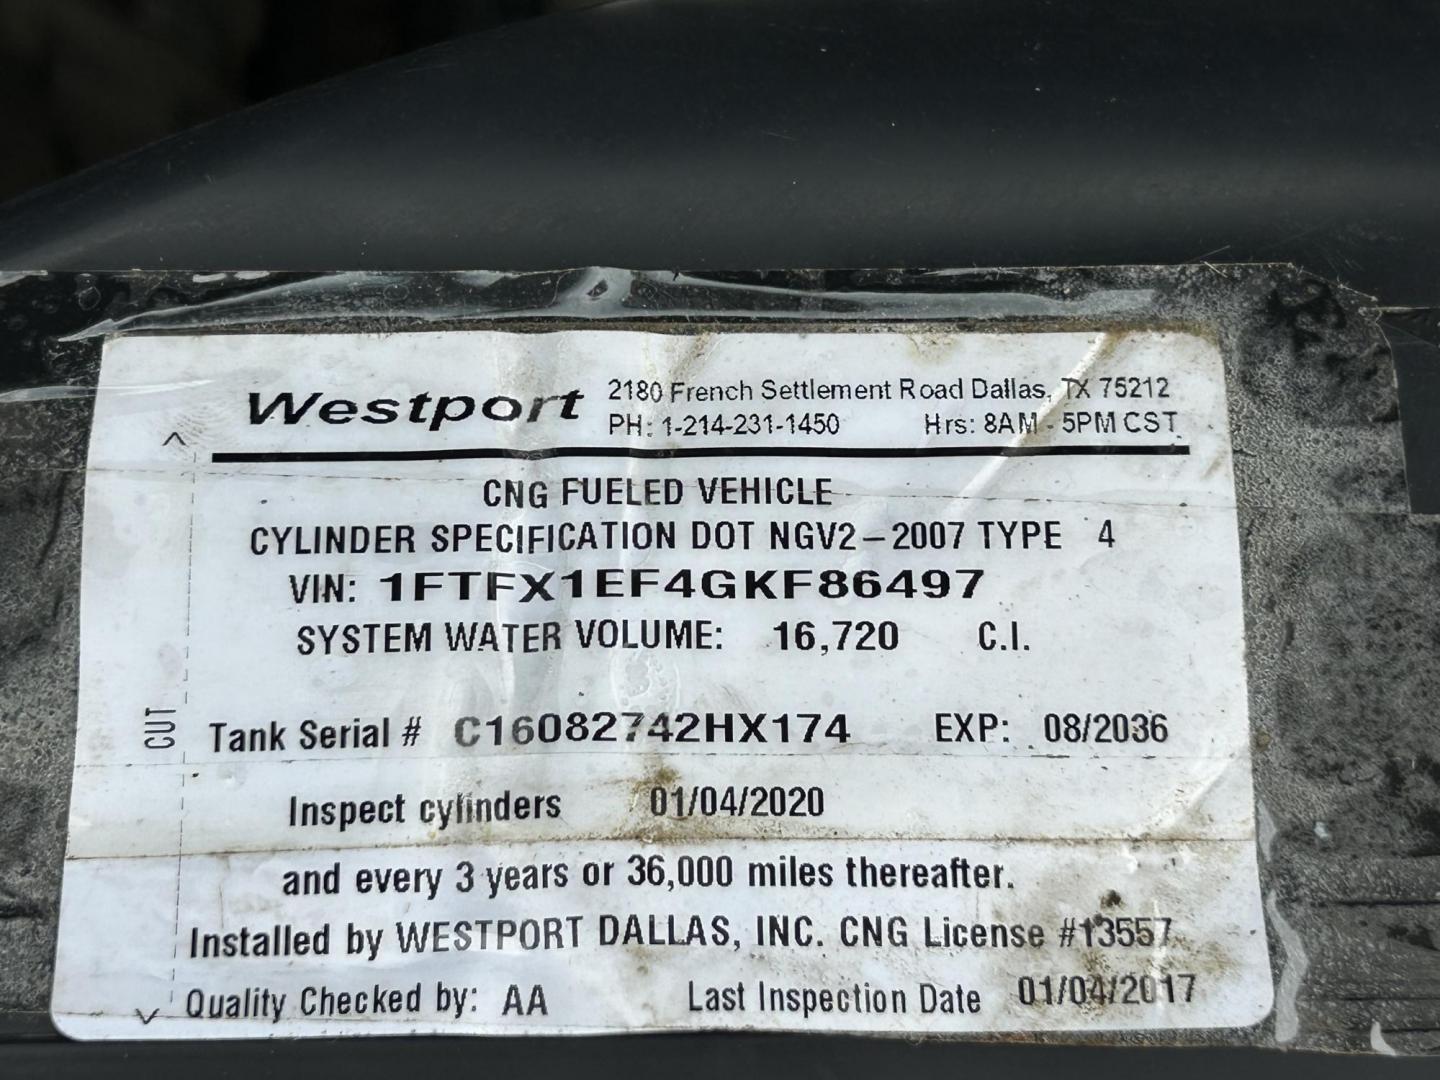 Westport 2180 French Settlement Road Dallas, TX 75212
PH: 1-214-231-1450 Hrs: 8AM - 5PM CST
CNG FUELED VEHICLE
CYLINDER SPECIFICATION DOT NGV2-2007 TYPE 4
VIN: 1FTFX1EF4GKF86497
SYSTEM WATER VOLUME: 16,720 C.I.
CUT
Tank Serial # C16082742HX174 EXP: 08/2036
Inspect cylinders 01/04/2020
and every 3 years or 36,000 miles thereafter.
Installed by WESTPORT DALLAS, INC. CNG License #13557
Quality Checked by: AA Last Inspection Date 01/04/2017